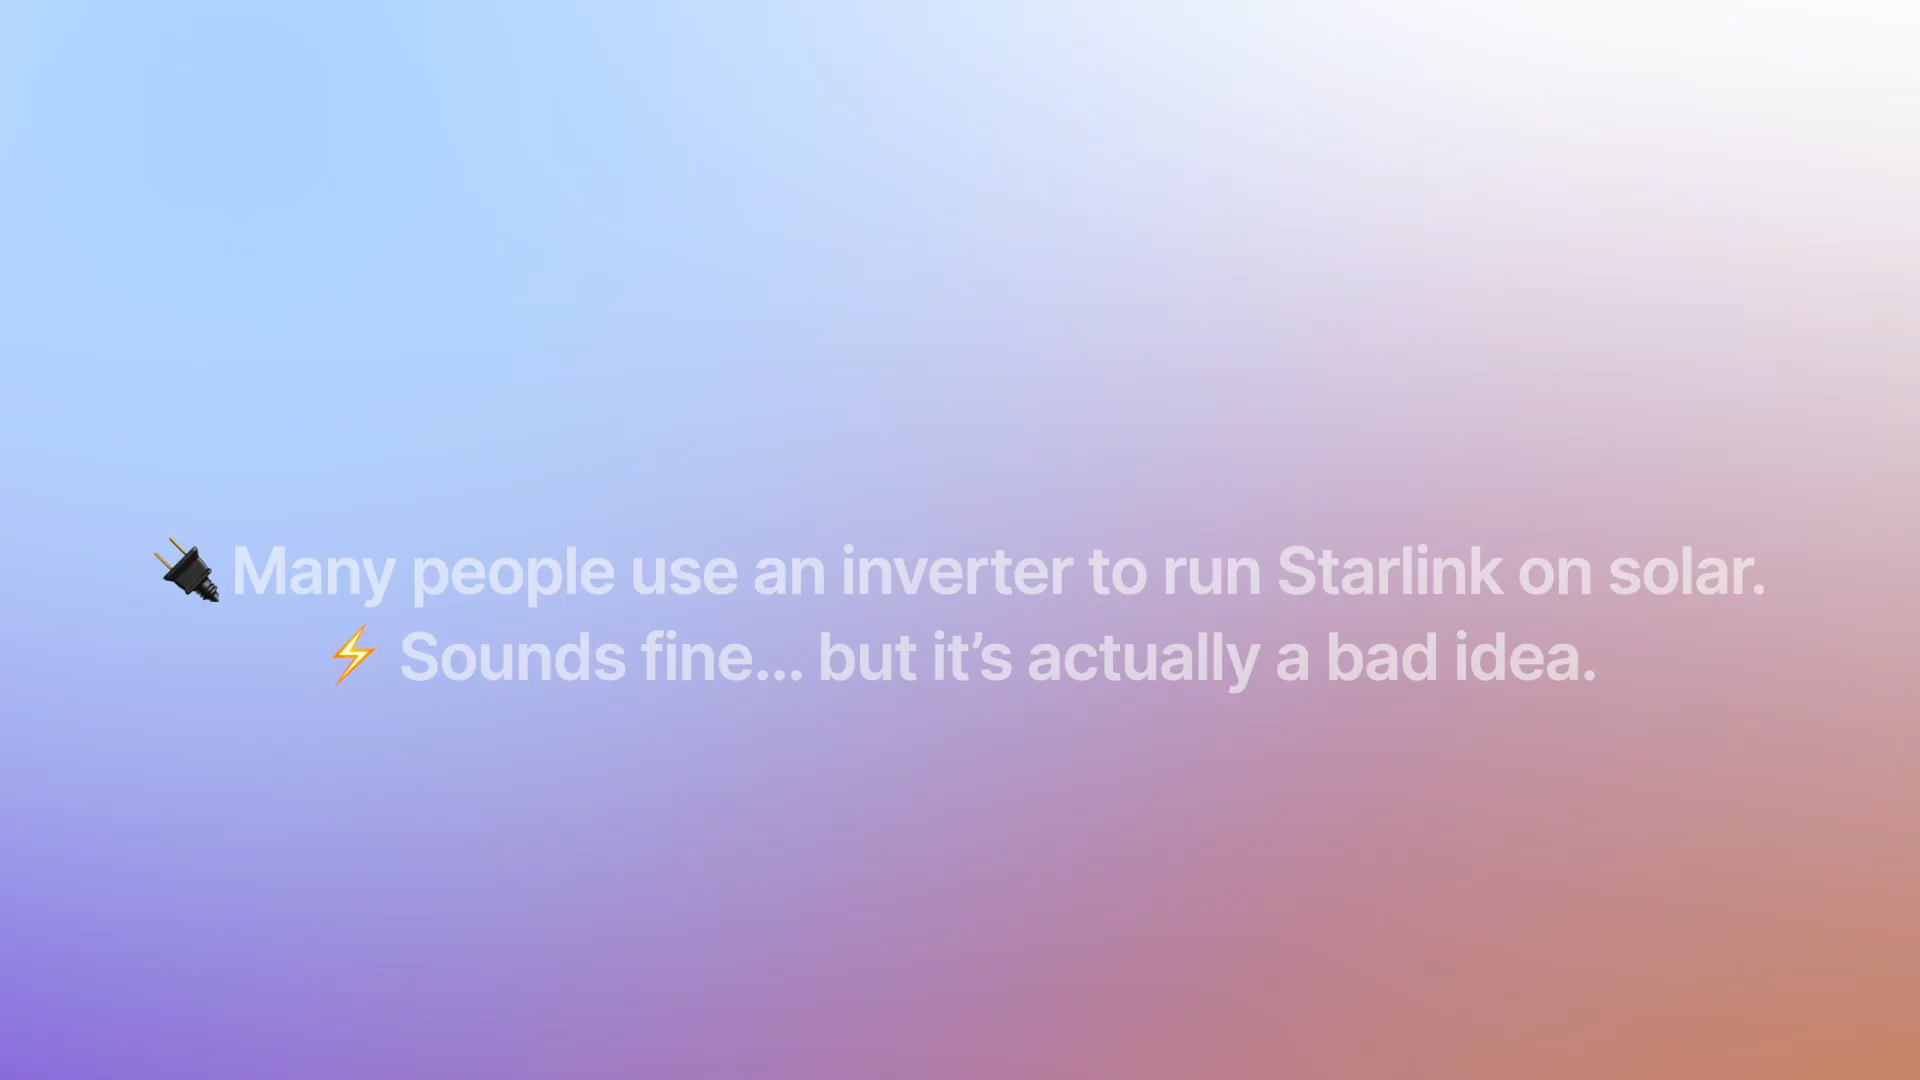 🔌 Many people use an inverter to run Starlink on solar.
⚡ Sounds fine... but it’s actually a bad idea.